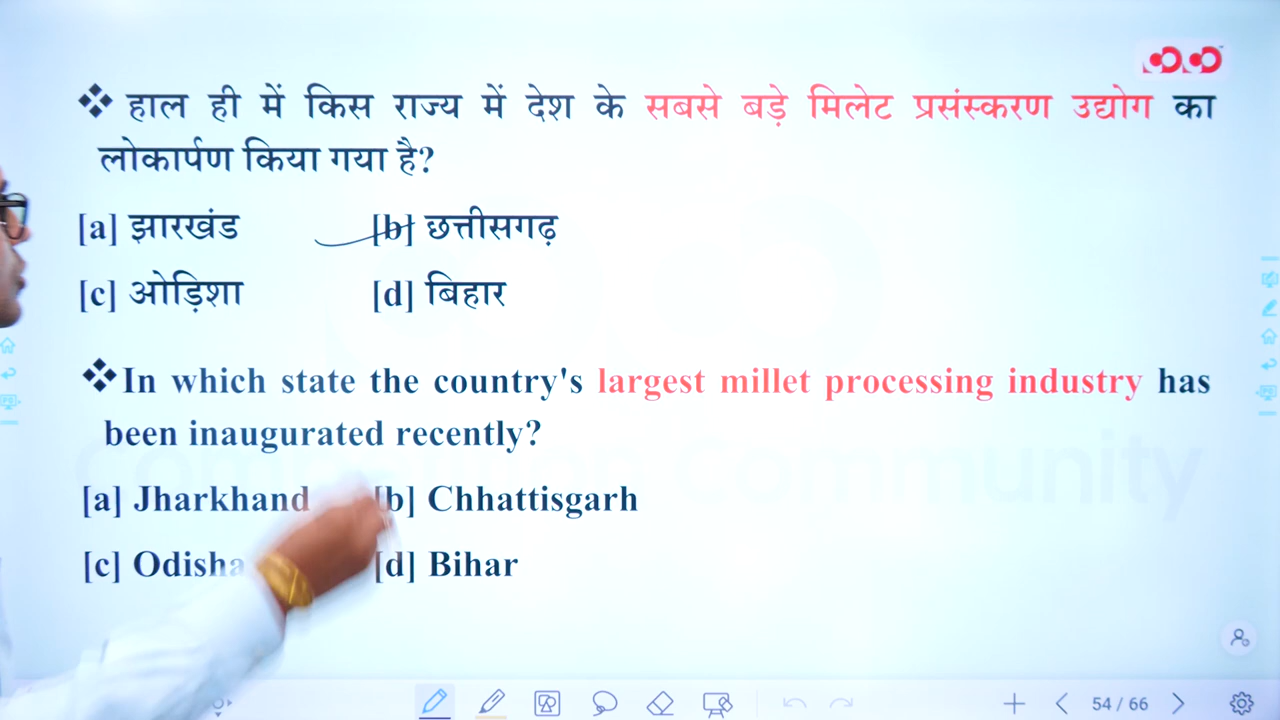 ❖ हाल ही में किस राज्य में देश के सबसे बड़े मिलेट प्रसंस्करण उद्योग का
लोकार्पण किया गया है?
[a] झारखंड [b] छत्तीसगढ़
[c] ओड़िशा [d] बिहार
❖ In which state the country's largest millet processing industry has
been inaugurated recently?
Community
[a] Jharkhand [b] Chhattisgarh
[c] Odisha [d] Bihar
54 / 66